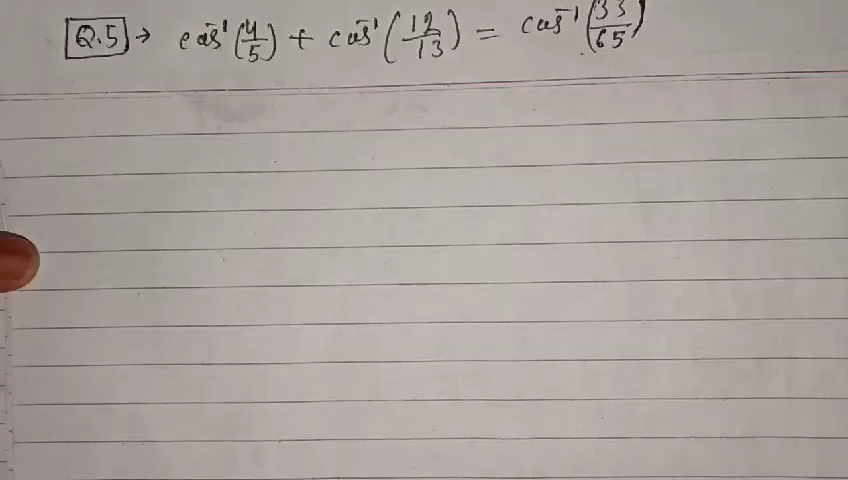 Q.5 → cos⁻¹(4/5) + cos⁻¹(12/13) = cos⁻¹(33/65)